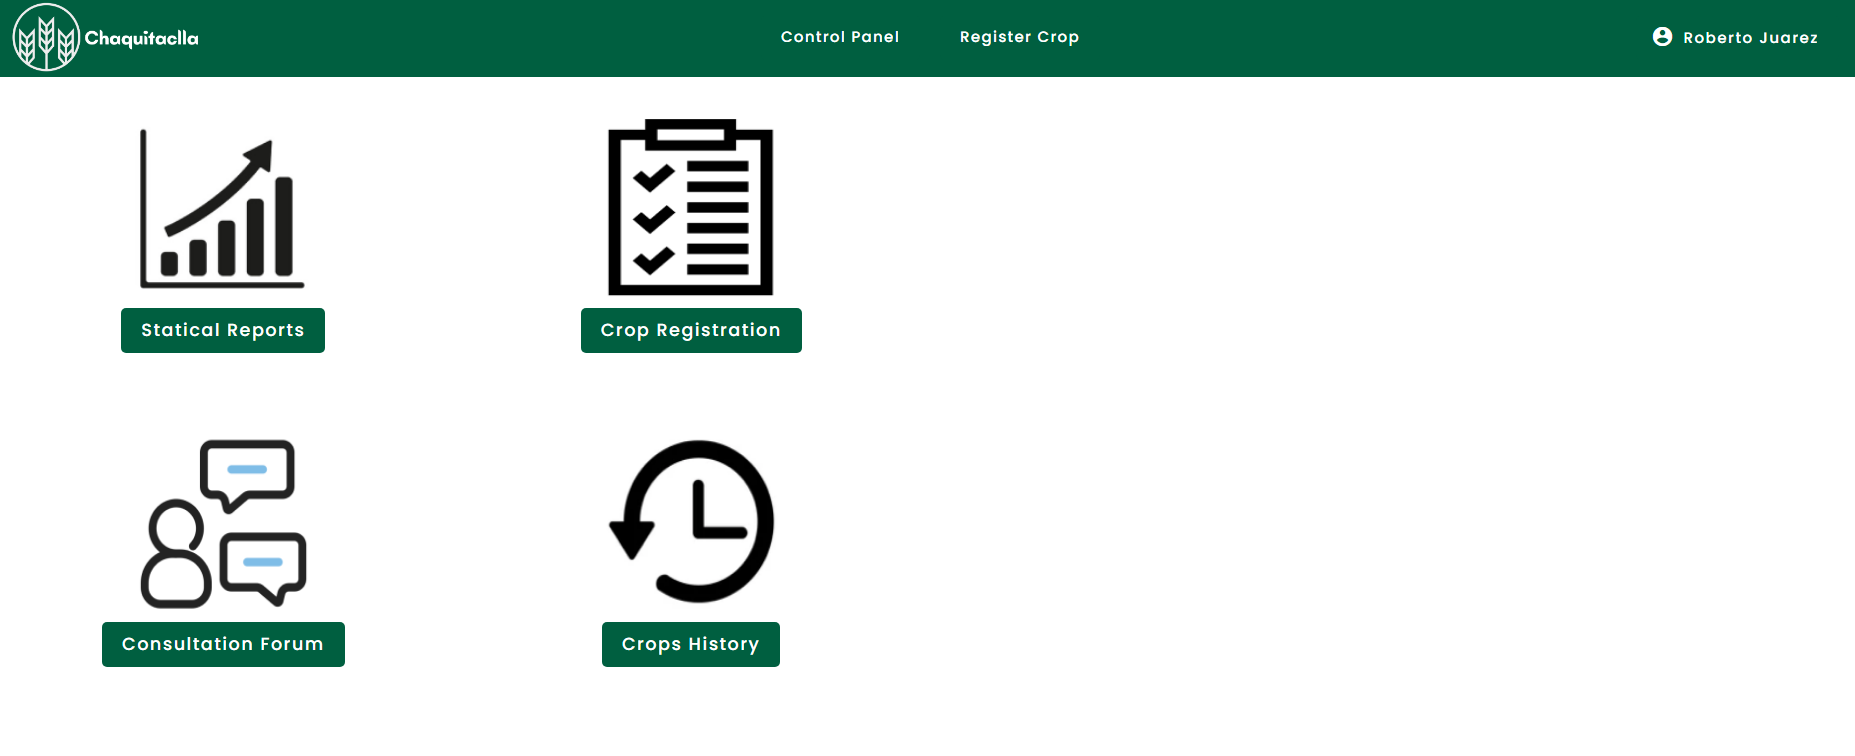 Chaquitaclla
Control Panel
Register Crop
Roberto Juarez
Statical Reports
Crop Registration
Consultation Forum
Crops History